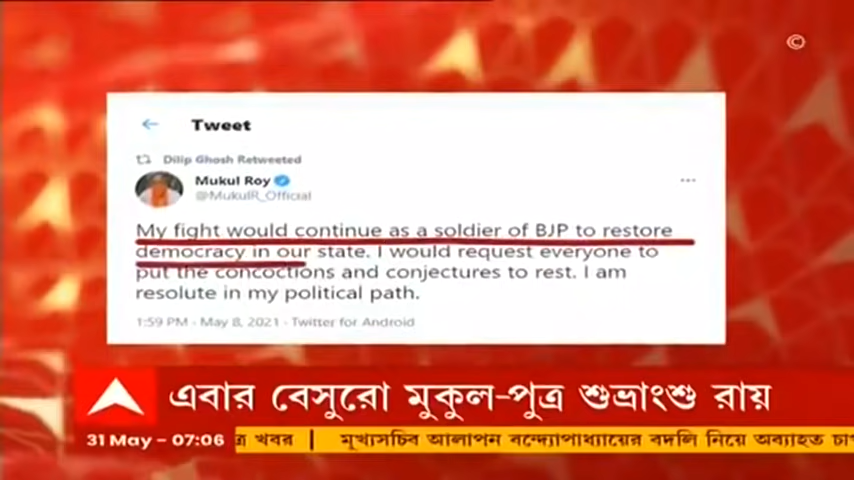 ©
Tweet
Dilip Ghosh Retweeted
Mukul Roy
@MukulR_Official
My fight would continue as a soldier of BJP to restore
democracy in our state. I would request everyone to
put the concoctions and conjectures to rest. I am
resolute in my political path.
1:59 PM - May 8, 2021 - Twitter for Android
এবার বেসুরো মুকুল-পুত্র শুভ্রাংশু রায়
31 May - 07:06
খবর | মুখ্যসচিব আলাপন বন্দ্যোপাধ্যায়ের বদলি নিয়ে অব্যাহত